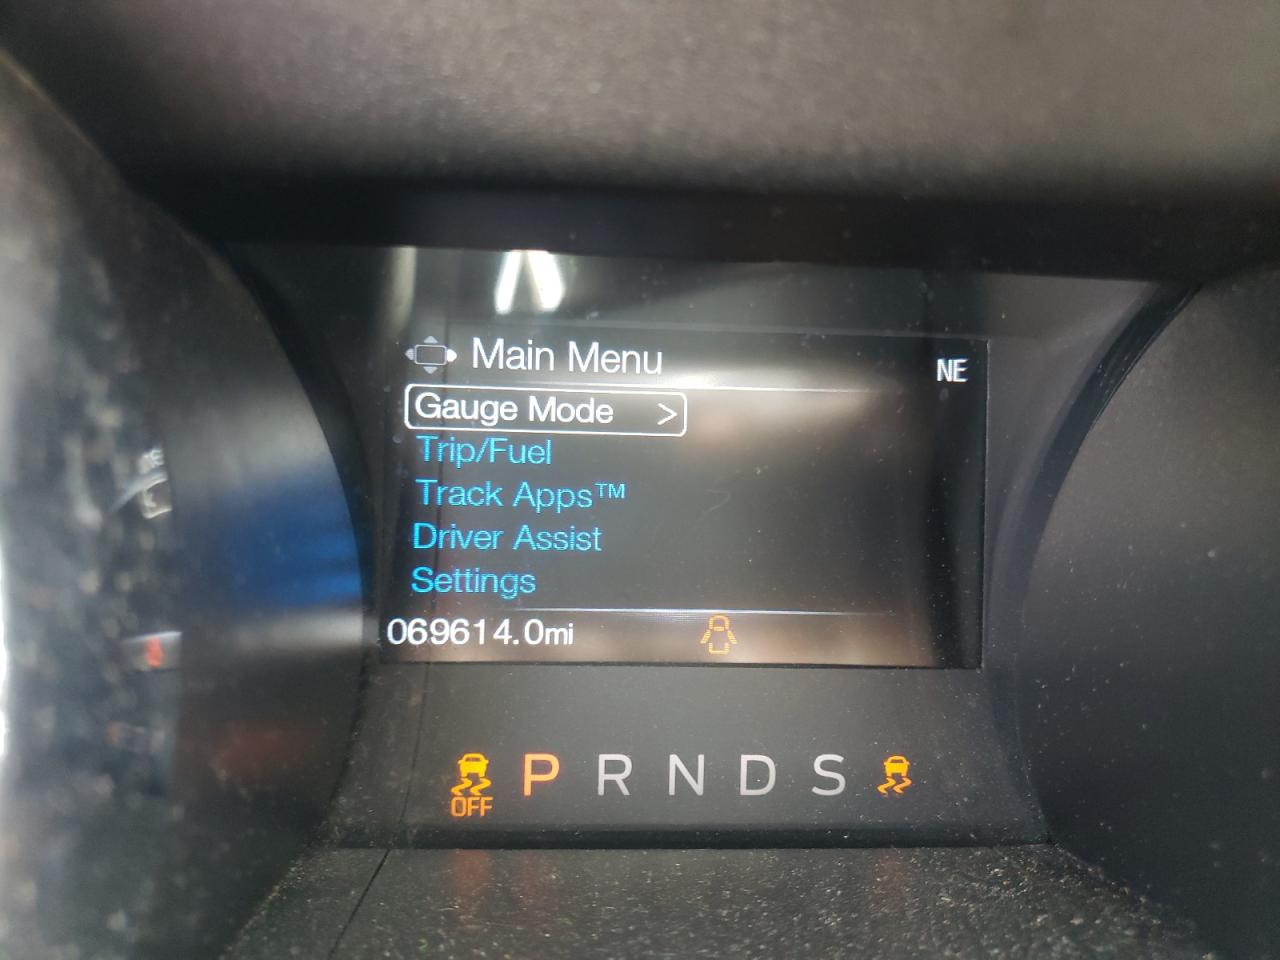 Main Menu
NE
Gauge Mode >
Trip/Fuel
Track Apps™
Driver Assist
Settings
069614.0mi
OFF P R N D S